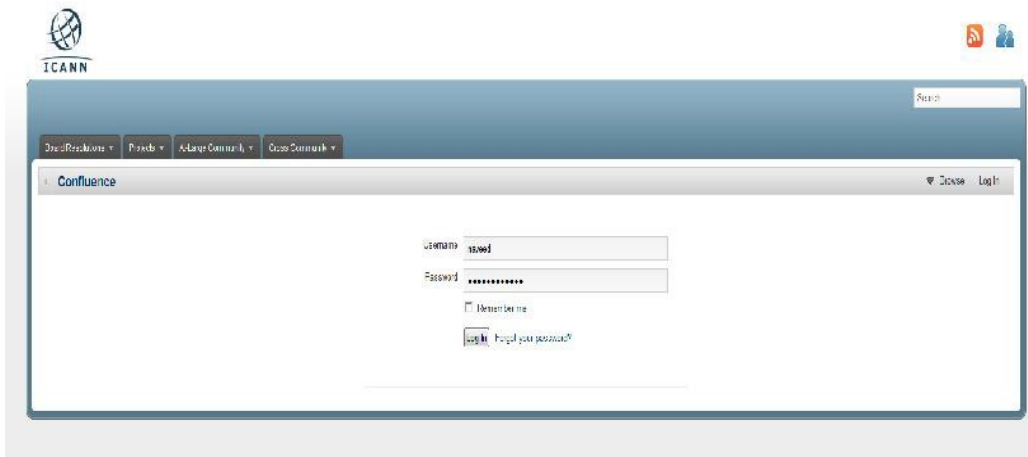 ICANN
Search
Board Resolutions Projects At-Large Community Cross Community
Confluence Browse Log In
Username naveed
Password ••••••••••••
Remember me
Log In Forgot your password?